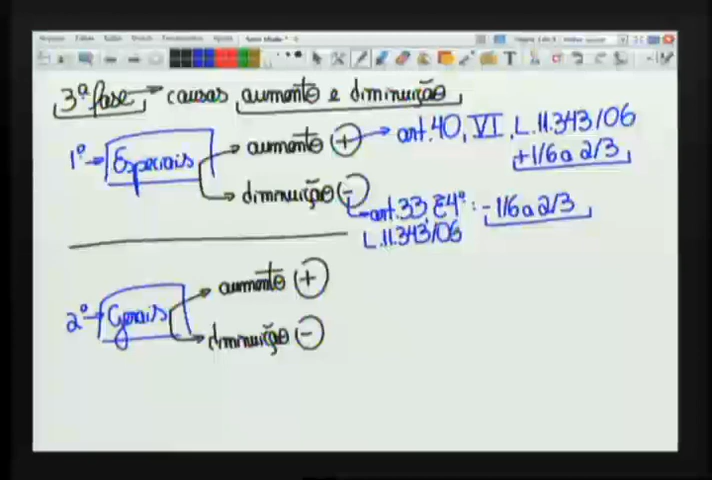 3ª fase → causas aumento e diminuição
1º → Especiais
aumento (+) → art. 40, VI, L. 11.343/06
+1/6 a 2/3
diminuição (-) art. 33, §4º: -1/6 a 2/3
L. 11.343/06
2º → Gerais
aumento (+)
diminuição (-)